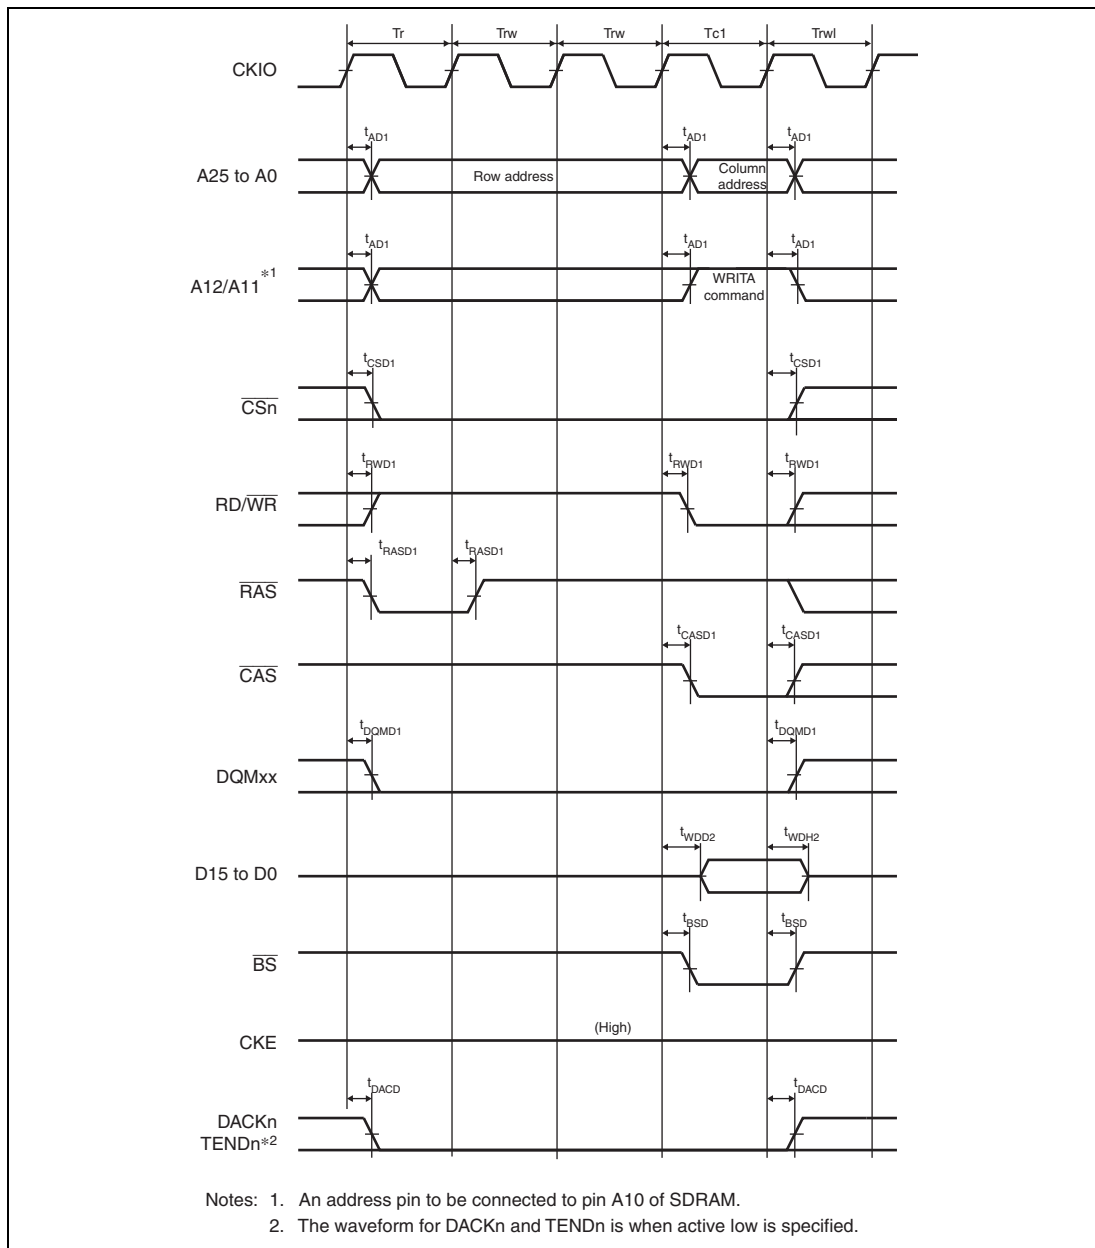 Tr Trw Trw Tc1 Trwl
CKIO
tAD1 tAD1 tAD1
A25 to A0 Row address Column address
tAD1 tAD1 tAD1
A12/A11*1 WRITA command
tCSD1 tCSD1
CSn
tRWD1 tRWD1 tRWD1
RD/WR
tRASD1 tRASD1
RAS
tCASD1 tCASD1
CAS
tDQMD1 tDQMD1
DQMxx
tWDD2 tWDH2
D15 to D0
tBSD tBSD
BS
(High)
CKE
tDACD tDACD
DACKn
TENDn*2
Notes: 1. An address pin to be connected to pin A10 of SDRAM.
2. The waveform for DACKn and TENDn is when active low is specified.